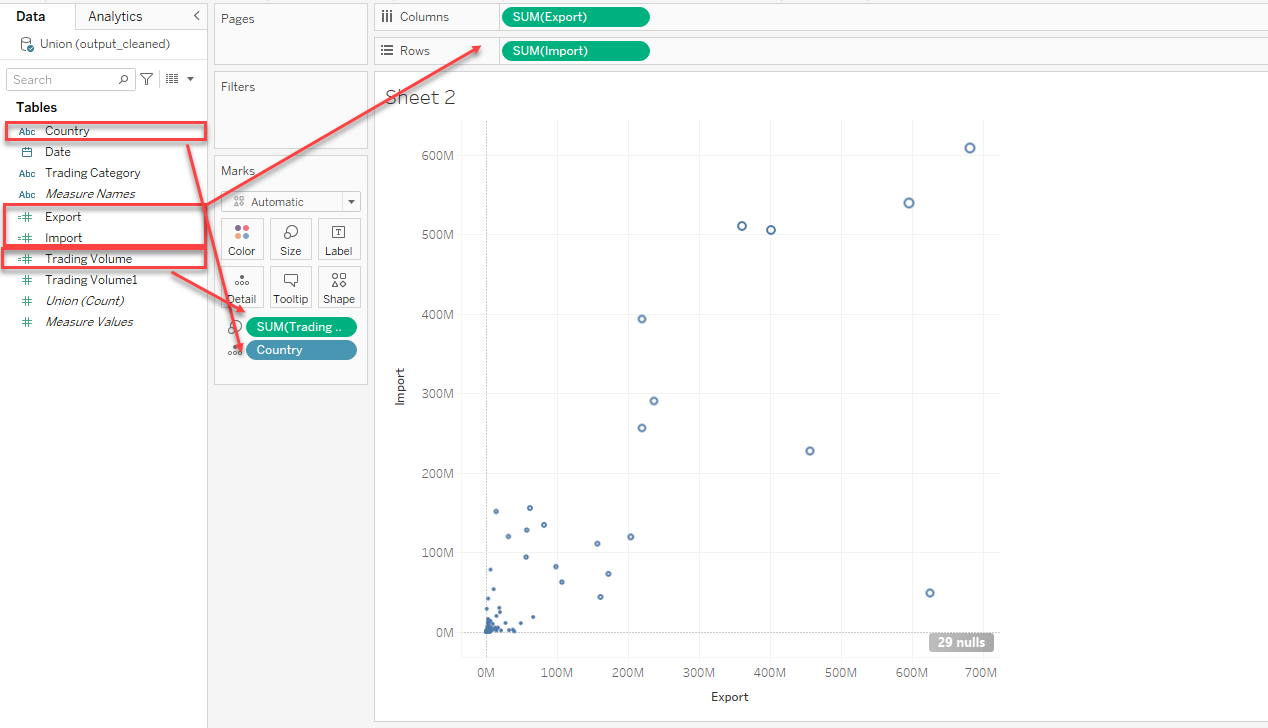 Data
Analytics
Union (output_cleaned)
Search
Tables
Abc Country
Date
Abc Trading Category
Abc Measure Names
Export
Import
Trading Volume
Trading Volume1
Union (Count)
Measure Values
Pages
Filters
Marks
Automatic
Color
Size
Label
Detail
Tooltip
Shape
SUM(Trading ..
Country
Columns
SUM(Export)
Rows
SUM(Import)
Sheet 2
600M
500M
400M
300M
200M
100M
0M
Import
29 nulls
0M 100M 200M 300M 400M 500M 600M 700M
Export